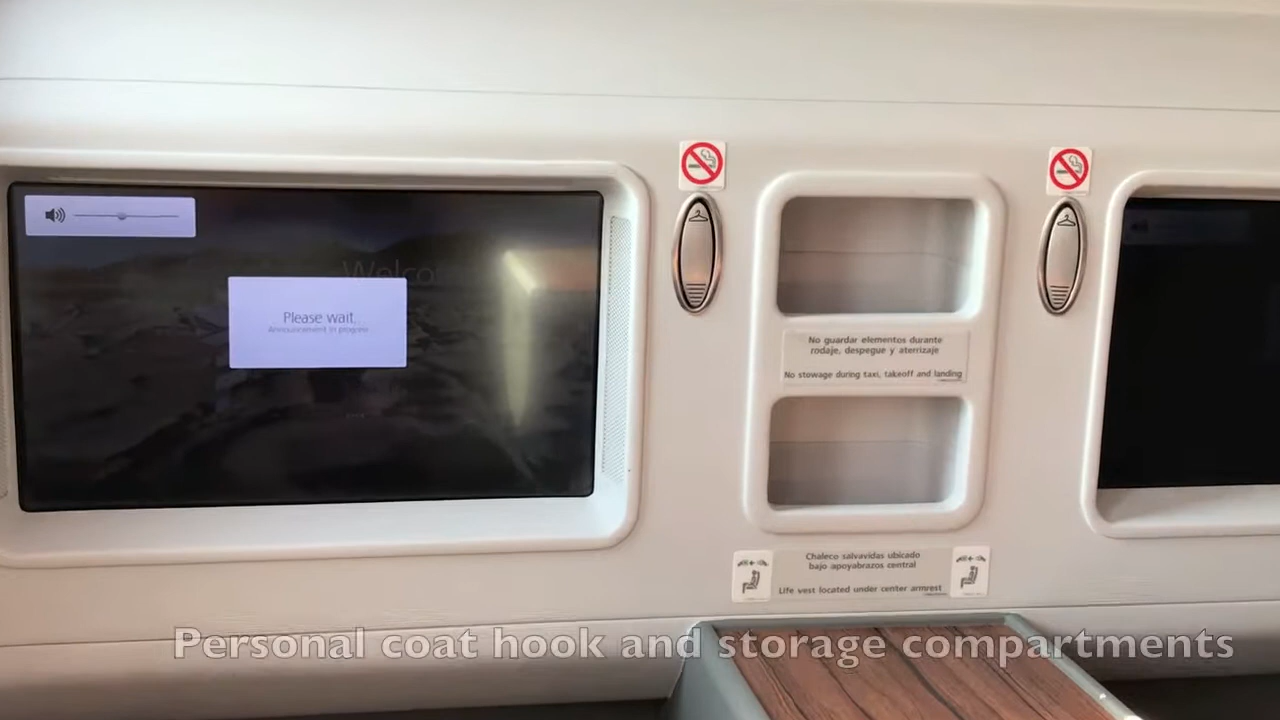 Welco
Please wait
Announcement in progress
No guardar elementos durante
rodaje, despegue y aterrizaje
No stowage during taxi, takeoff and landing
Chaleco salvavidas ubicado
bajo apoyabrazos central
Life vest located under center armrest
Personal coat hook and storage compartments